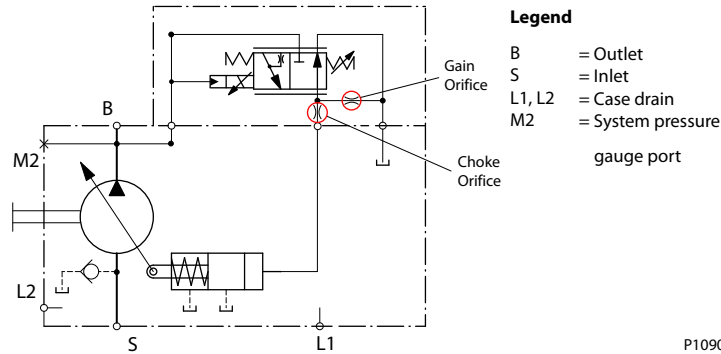 Legend
B = Outlet
S = Inlet
L1, L2 = Case drain
M2 = System pressure
gauge port
Gain
Orifice
Choke
Orifice
B
M2
L2
S
L1
P1090